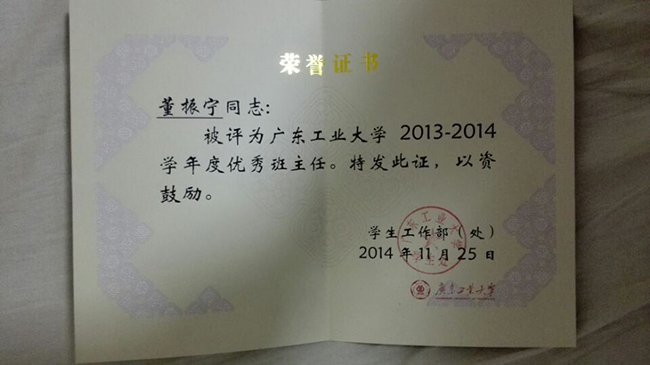 荣誉证书
董振宁同志:
被评为广东工业大学 2013-2014
学年度优秀班主任。特发此证，以资
鼓励。
学生工作部（处）
2014 年 11 月 25 日
广东工业大学